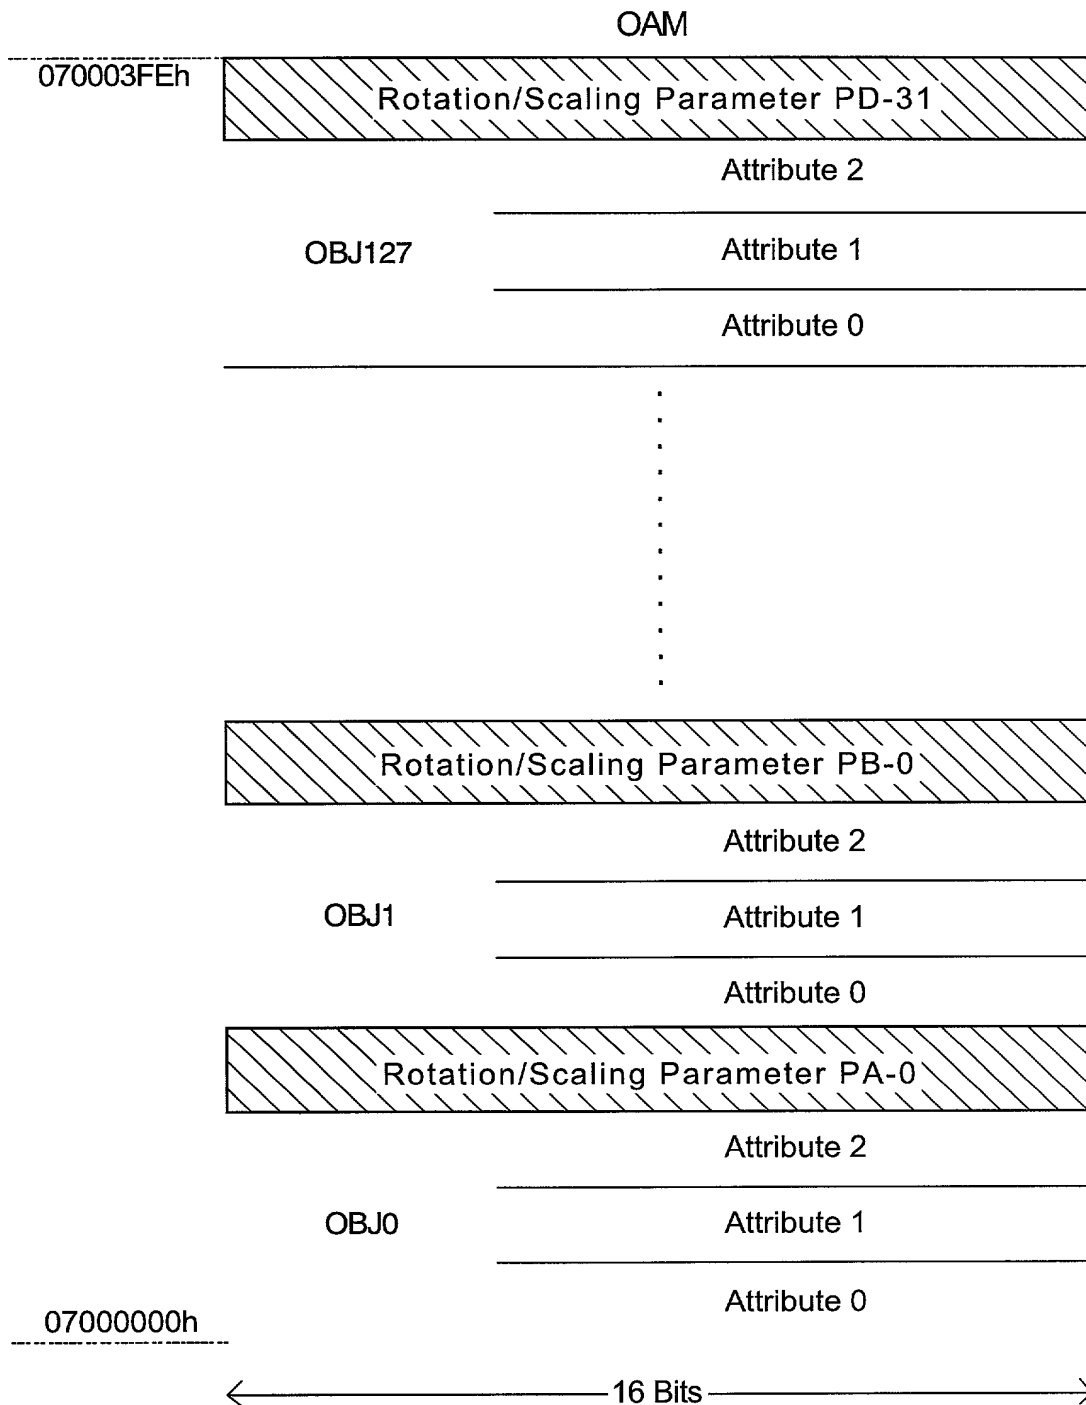 OAM
070003FEh
Rotation/Scaling Parameter PD-31
Attribute 2
OBJ127
Attribute 1
Attribute 0
Rotation/Scaling Parameter PB-0
Attribute 2
OBJ1
Attribute 1
Attribute 0
Rotation/Scaling Parameter PA-0
Attribute 2
OBJ0
Attribute 1
Attribute 0
07000000h
16 Bits